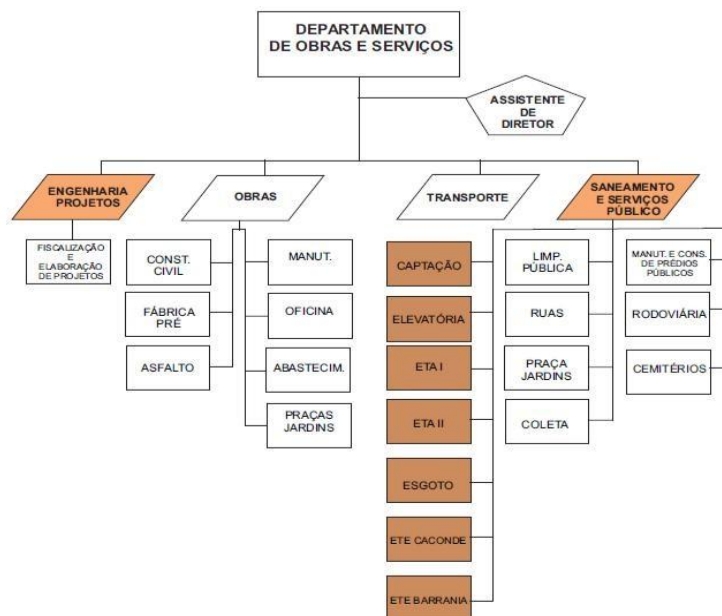 DEPARTAMENTO
DE OBRAS E SERVIÇOS
ASSISTENTE
DE
DIRETOR
ENGENHARIA
PROJETOS
OBRAS
TRANSPORTE
SANEAMENTO
E SERVIÇOS
PÚBLICO
FISCALIZAÇÃO
E
ELABORAÇÃO
DE PROJETOS
CONST.
CIVIL
FÁBRICA
PRÉ
ASFALTO
MANUT.
OFICINA
ABASTECIM.
PRAÇAS
JARDINS
CAPTAÇÃO
ELEVATÓRIA
ETA I
ETA II
ESGOTO
ETE CACONDE
ETE BARRANIA
LIMP.
PÚBLICA
RUAS
PRAÇA
JARDINS
COLETA
MANUT. E CONS.
DE PRÉDIOS
PÚBLICOS
RODOVIÁRIA
CEMITÉRIOS